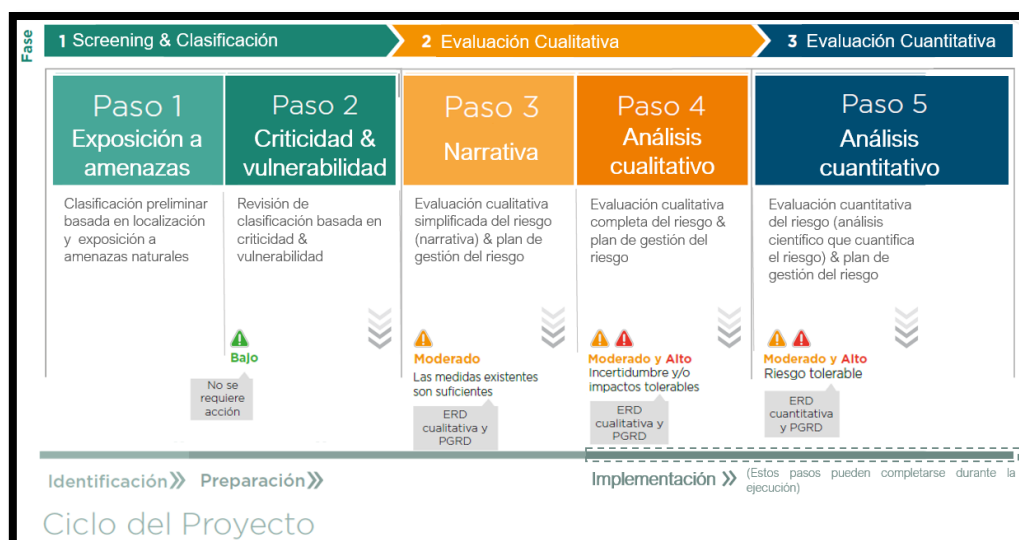 Fase
1 Screening & Clasificación
2 Evaluación Cualitativa
3 Evaluación Cuantitativa
Paso 1
Exposición a
amenazas
Paso 2
Criticidad &
vulnerabilidad
Paso 3
Narrativa
Paso 4
Análisis
cualitativo
Paso 5
Análisis
cuantitativo
Clasificación preliminar
basada en localización
y exposición a
amenazas naturales
Revisión de
clasificación basada en
criticidad &
vulnerabilidad
Evaluación cualitativa
simplificada del riesgo
(narrativa) & plan de
gestión del riesgo
Evaluación cualitativa
completa del riesgo &
plan de gestión del
riesgo
Evaluación cuantitativa
del riesgo (análisis
científico que cuantifica
el riesgo) & plan de
gestión del riesgo
Bajo
No se
requiere
acción
Moderado
Las medidas existentes
son suficientes
ERD
cualitativa y
PGRD
Moderado y Alto
Incertidumbre y/o
impactos tolerables
ERD
cualitativa y
PGRD
Moderado y Alto
Riesgo tolerable
ERD
cuantitativa
y PGRD
Identificación
Preparación
Implementación
(Estos pasos pueden completarse durante la
ejecución)
Ciclo del Proyecto